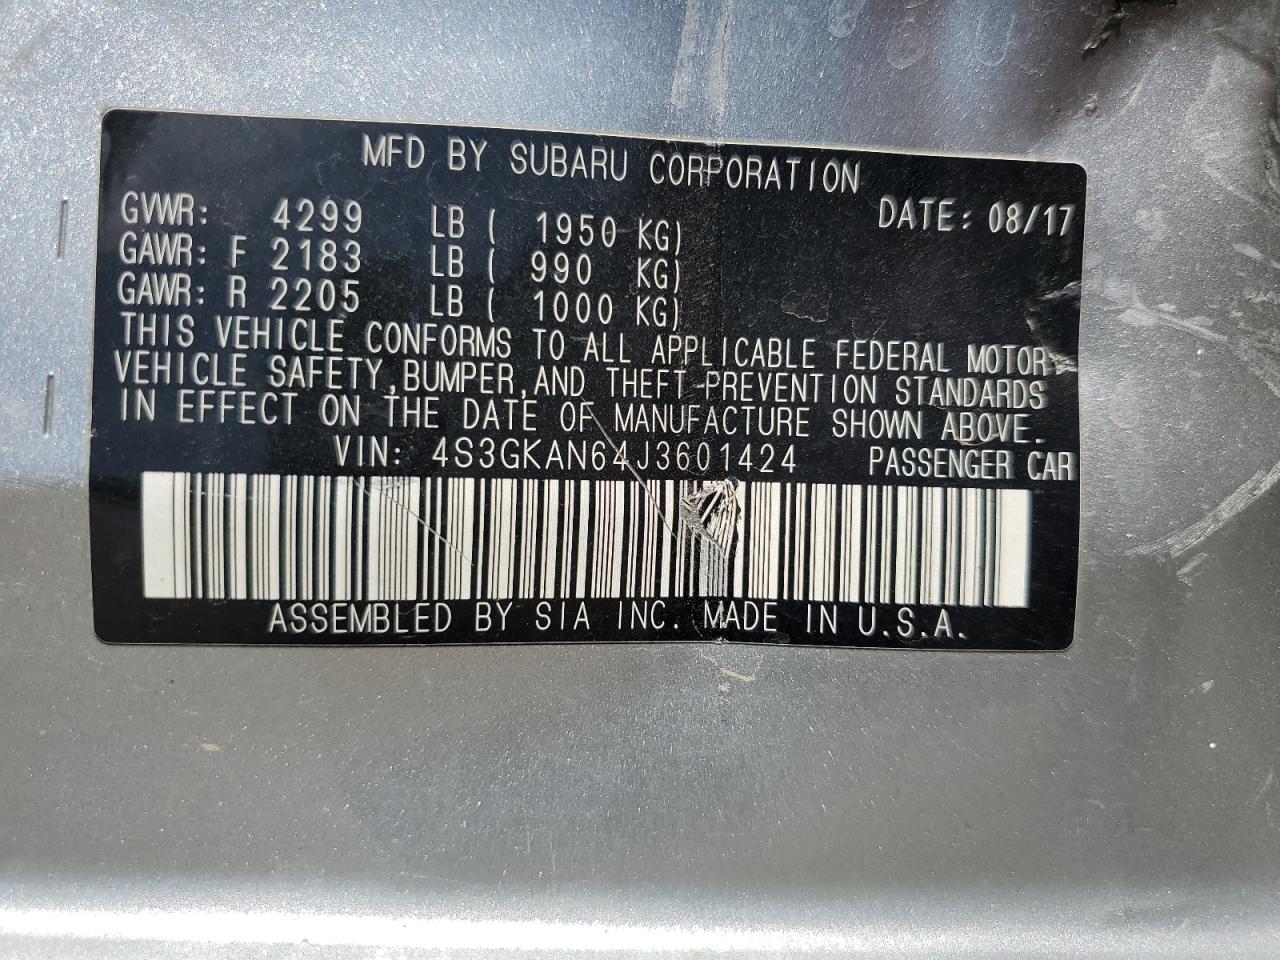 MFD BY SUBARU CORPORATION
DATE: 08/17
GVWR: 4299 LB ( 1950 KG)
GAWR: F 2183 LB ( 990 KG)
GAWR: R 2205 LB ( 1000 KG)
THIS VEHICLE CONFORMS TO ALL APPLICABLE FEDERAL MOTOR
VEHICLE SAFETY,BUMPER,AND THEFT PREVENTION STANDARDS
IN EFFECT ON THE DATE OF MANUFACTURE SHOWN ABOVE.
VIN: 4S3GKAN64J3601424 PASSENGER CAR
ASSEMBLED BY SIA INC. MADE IN U.S.A.